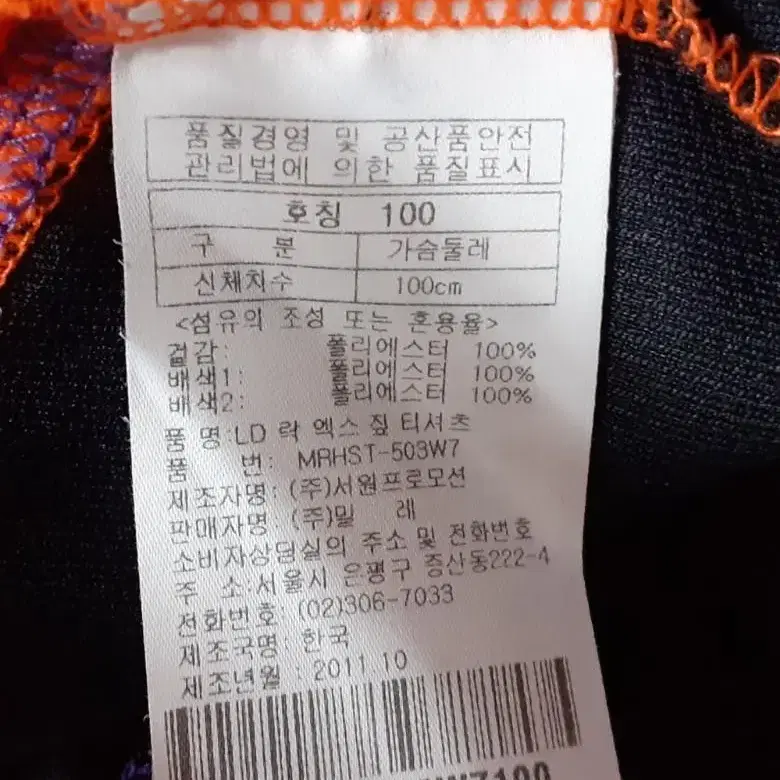 품질경영 및 공산품안전
관리법에 의한 품질표시
호칭 100
구 분 가슴둘레
신체치수 100cm
<섬유의 조성 또는 혼용율>
겉감: 폴리에스터 100%
배색1: 폴리에스터 100%
배색2: 폴리에스터 100%
품 명:LD 락 엑스 짚 티셔츠
품 번: MRHST-503W7
제조자명: (주)서원프로모션
판매자명: (주)밀 레
소비자상담실의 주소 및 전화번호
주 소:서울시 은평구 증산동222-4
전화번호: (02)306-7033
제조국명: 한국
제조년월 : 2011.10